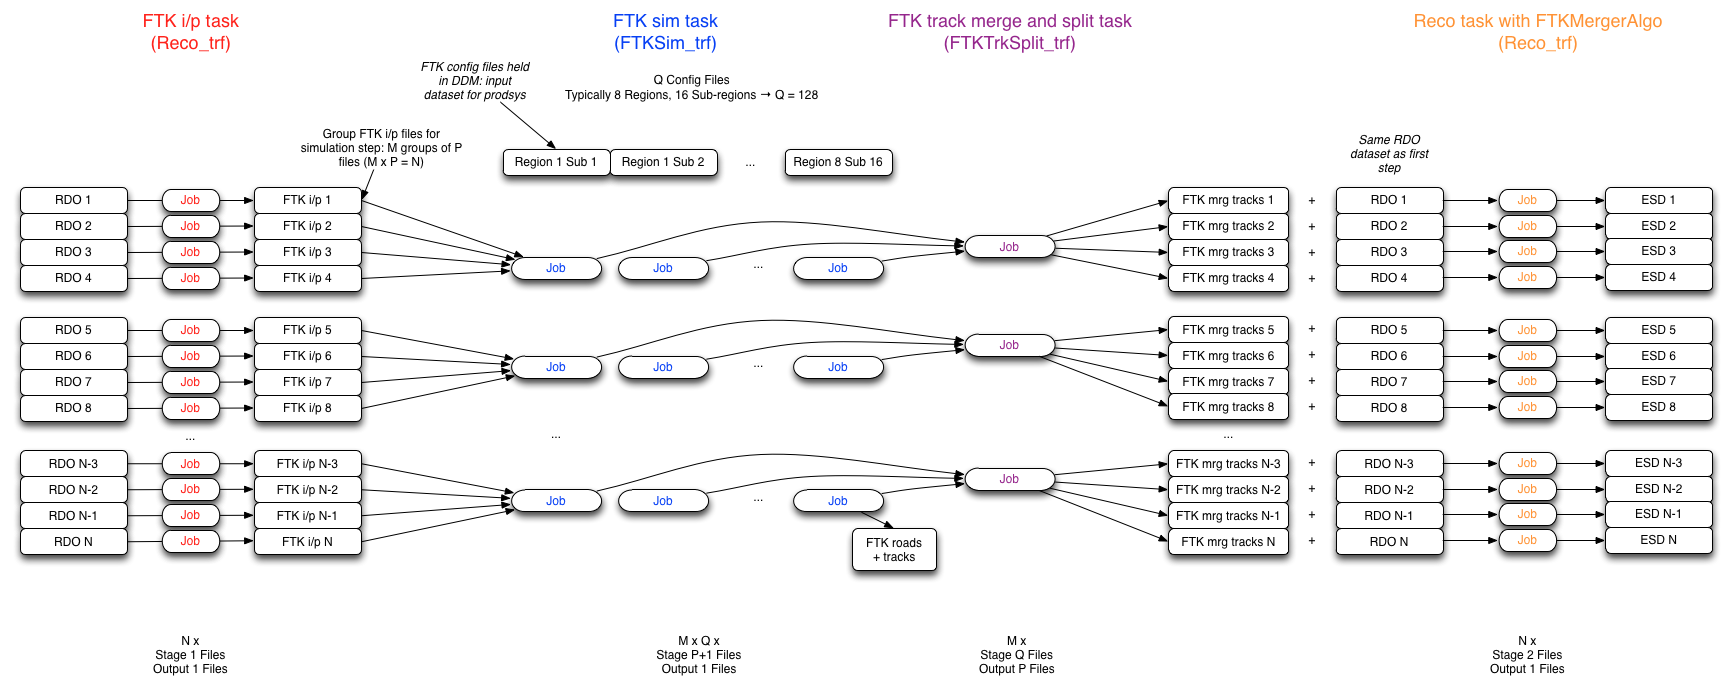 FTK i/p task
(Reco_trf)
FTK sim task
(FTKSim_trf)
FTK track merge and split task
(FTKTrkSplit_trf)
Reco task with FTKMergerAlgo
(Reco_trf)
FTK config files held
in DDM: input
dataset for prodsys
Q Config Files
Typically 8 Regions, 16 Sub-regions → Q = 128
Group FTK i/p files for
simulation step: M groups of P
files (M x P = N)
Region 1 Sub 1
Region 1 Sub 2
...
Region 8 Sub 16
Same RDO
dataset as first
step
RDO 1
Job
FTK i/p 1
RDO 2
Job
FTK i/p 2
RDO 3
Job
FTK i/p 3
RDO 4
Job
FTK i/p 4
Job
Job
...
Job
Job
FTK mrg tracks 1
+
RDO 1
Job
ESD 1
FTK mrg tracks 2
+
RDO 2
Job
ESD 2
FTK mrg tracks 3
+
RDO 3
Job
ESD 3
FTK mrg tracks 4
+
RDO 4
Job
ESD 4
RDO 5
Job
FTK i/p 5
RDO 6
Job
FTK i/p 6
RDO 7
Job
FTK i/p 7
RDO 8
Job
FTK i/p 8
Job
Job
...
Job
Job
FTK mrg tracks 5
+
RDO 5
Job
ESD 5
FTK mrg tracks 6
+
RDO 6
Job
ESD 6
FTK mrg tracks 7
+
RDO 7
Job
ESD 7
FTK mrg tracks 8
+
RDO 8
Job
ESD 8
...
...
...
RDO N-3
Job
FTK i/p N-3
RDO N-2
Job
FTK i/p N-2
RDO N-1
Job
FTK i/p N-1
RDO N
Job
FTK i/p N
Job
Job
...
Job
Job
FTK roads
+ tracks
FTK mrg tracks N-3
+
RDO N-3
Job
ESD N-3
FTK mrg tracks N-2
+
RDO N-2
Job
ESD N-2
FTK mrg tracks N-1
+
RDO N-1
Job
ESD N-1
FTK mrg tracks N
+
RDO N
Job
ESD N
N x
Stage 1 Files
Output 1 Files
M x Q x
Stage P+1 Files
Output 1 Files
M x
Stage Q Files
Output P Files
N x
Stage 2 Files
Output 1 Files